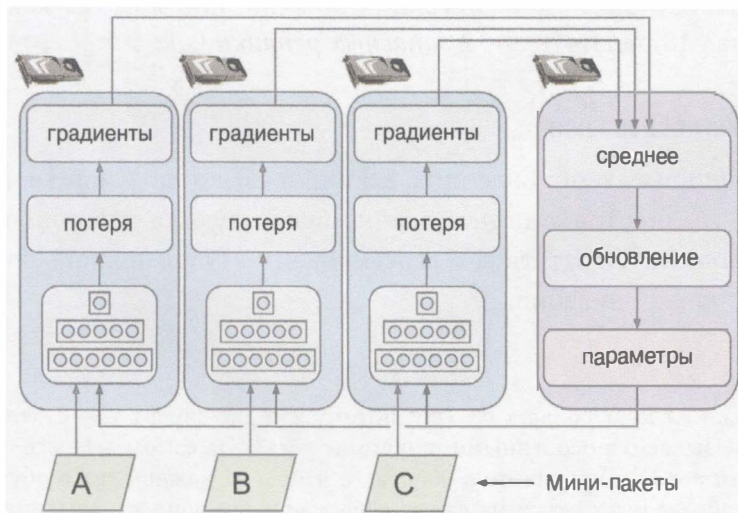 градиенты
градиенты
градиенты
среднее
потеря
потеря
потеря
обновление
параметры
A
B
C
Мини-пакеты